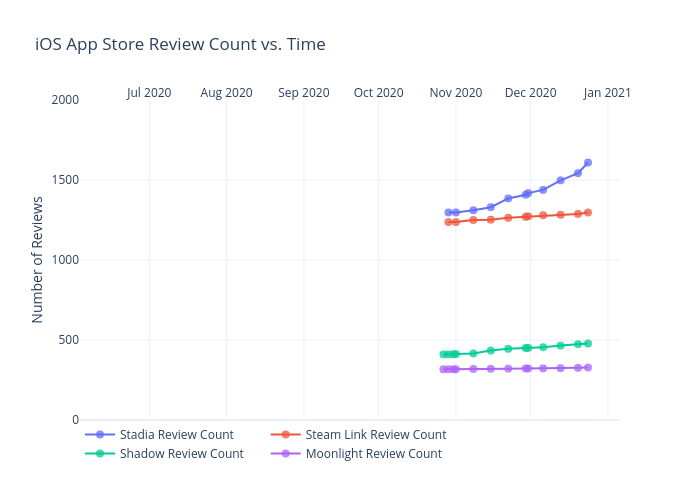 iOS App Store Review Count vs. Time
Jul 2020 Aug 2020 Sep 2020 Oct 2020 Nov 2020 Dec 2020 Jan 2021
2000
1500
1000
500
0
Number of Reviews
Stadia Review Count Steam Link Review Count
Shadow Review Count Moonlight Review Count